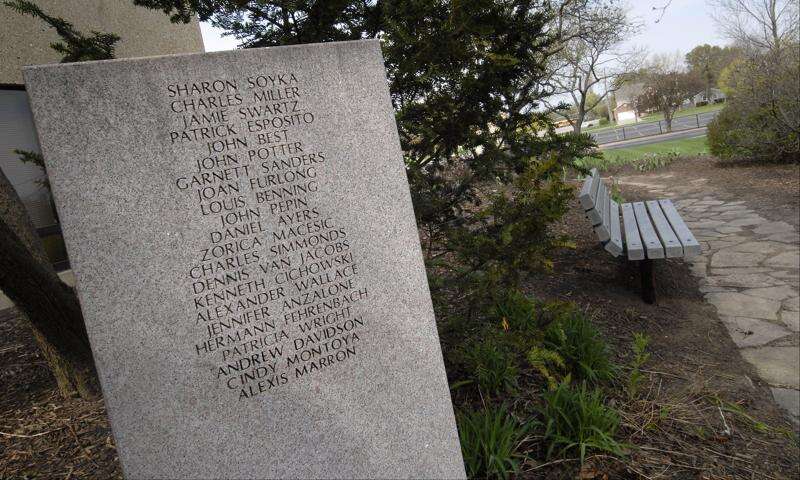 SHARON SOYKA
CHARLES MILLER
JAMIE SWARTZ
PATRICK ESPOSITO
JOHN BEST
JOHN POTTER
GARNETT SANDERS
JOAN FURLONG
LOUIS BENNING
JOHN PEPIN
DANIEL AYERS
ZORICA MACESIC
CHARLES SIMMONDS
DENNIS VAN JACOBS
KENNETH CICHOWSKI
ALEXANDER WALLACE
JENNIFER ANZALONE
HERMANN FEHRENBACH
PATRICIA WRIGHT
ANDREW DAVIDSON
CINDY MONTOYA
ALEXIS MARRON